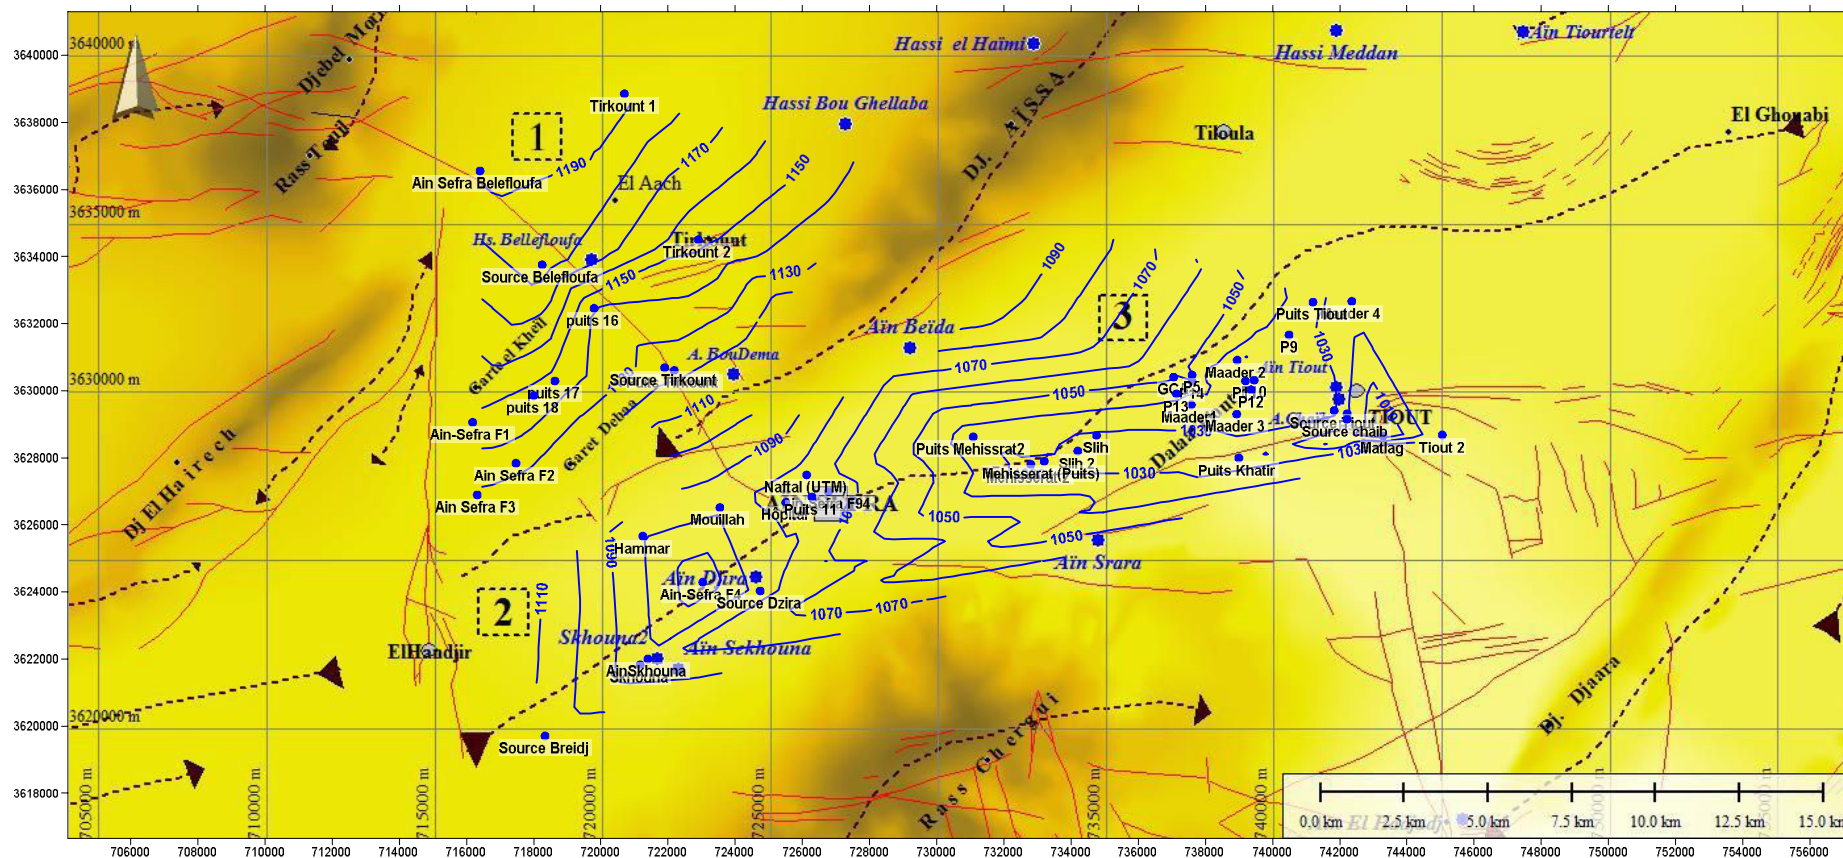 3640000 m
3635000 m
3630000 m
3620000 m
3640000
3638000
3636000
3634000
3632000
3630000
3628000
3626000
3624000
3622000
3620000
3618000
Djebel Mor
Ras Touil
Hassi el Haïmi
Hassi Meddan
Aïn Tiourtelt
Hassi Bou Ghellaba
Tirkount 1
1
Ain Sefra Belefloufa
1190
1170
1150
El Aach
DJ. AÏSSA
Tiloula
El Ghouabi
Hs. Bellefloufa
Tirkount
Tirkount 2
Source Belefloufa
1150
1130
1090
1070
1050
puits 16
3
Puits Tiout
Maader 4
P9
1030
Garet el Kheil
Aïn Beïda
A. BouDema
Source Tirkount
1070
1050
Maader 2
Aïn Tiout
P5
P12
P13
Maader1
Maader 3
puits 17
puits 18
1110
Garet Debaa
1090
Ain-Sefra F1
Ain Sefra F2
Ain Sefra F3
Dj El Hairech
Puits Mehissrat2
Slih
Slih 2
Mehisserat (Puits)
1030
Puits Khatir
TIOUT
Source chaib
Matlag
Tiout 2
Naftal (UTM)
Hopital
Puits 11
F94
Mouillah
Hammar
1090
1050
1050
Aïn Srara
Aïn Dzira
Ain-Sefra F4
Source Dzira
1070
1070
1110
2
ElHandjir
Skhouna2
Aïn Sekhouna
AinSkhouna
Skhouna
Source Breidj
Rass Chergui
Dj. Djaara
705000 m
710000 m
715000 m
720000 m
725000 m
735000 m
740000 m
0.0 km
2.5 km
5.0 km
7.5 km
10.0 km
12.5 km
15.0 km
706000
708000
710000
712000
714000
716000
718000
720000
722000
724000
726000
728000
730000
732000
734000
736000
738000
740000
742000
744000
746000
748000
750000
752000
754000
756000